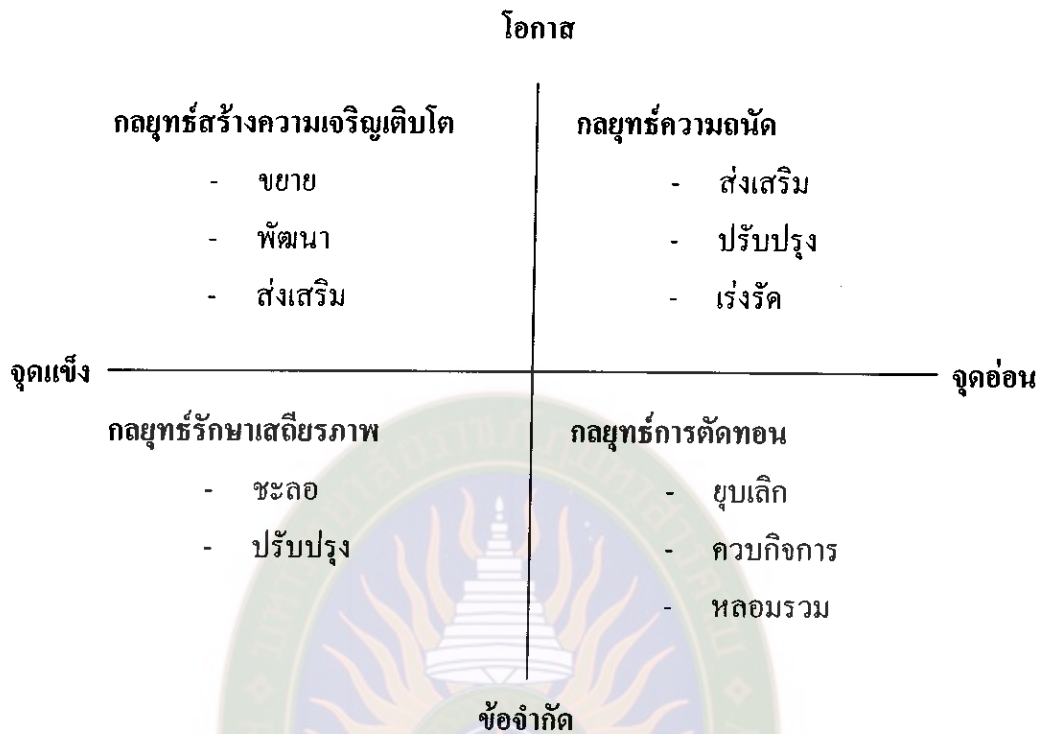 โอกาส
กลยุทธ์สร้างความเจริญเติบโต
- ขยาย
- พัฒนา
- ส่งเสริม
กลยุทธ์ความถนัด
- ส่งเสริม
- ปรับปรุง
- เร่งรัด
จุดแข็ง
จุดอ่อน
กลยุทธ์รักษาเสถียรภาพ
- ชะลอ
- ปรับปรุง
กลยุทธ์การตัดทอน
- ยุบเลิก
- ควบกิจการ
- หลอมรวม
ข้อจำกัด